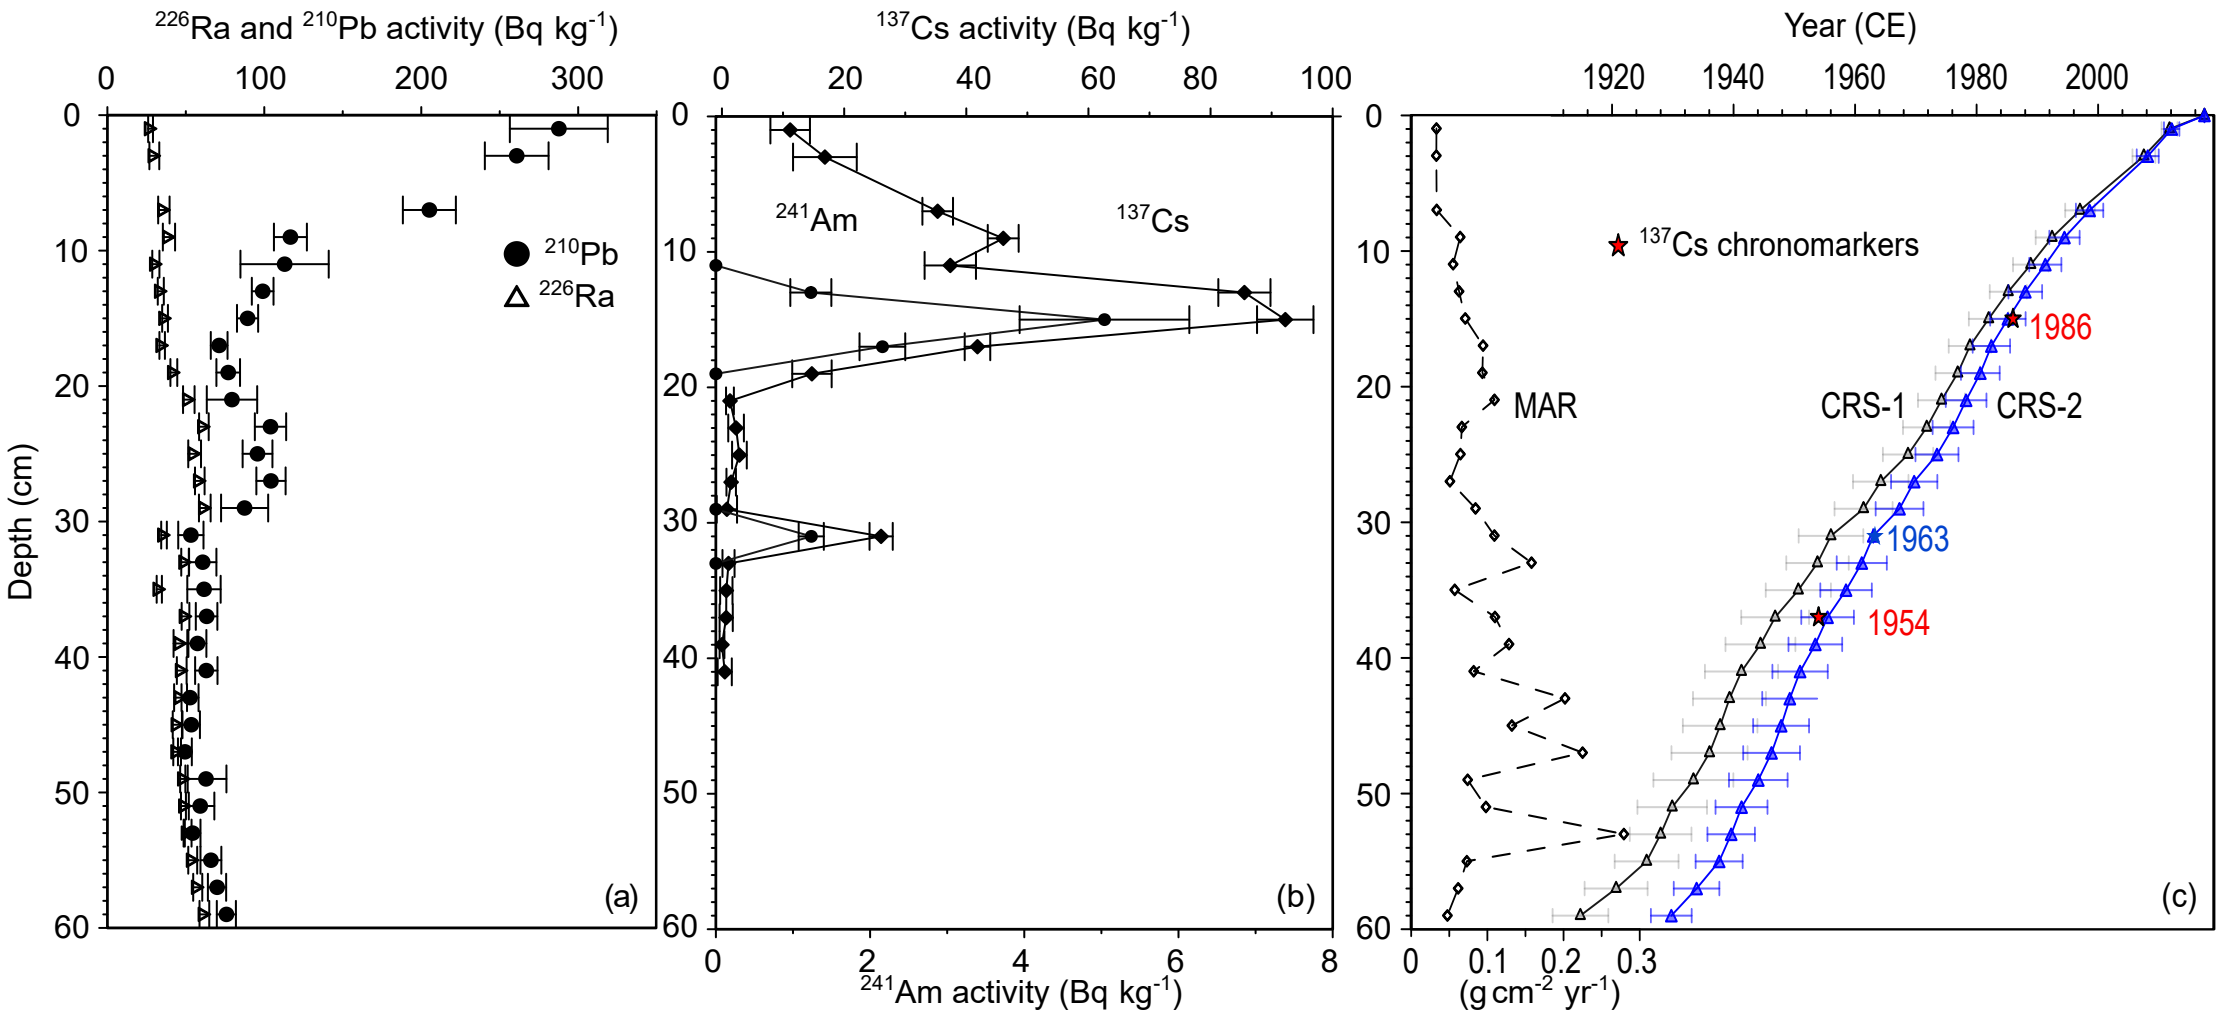 ²²⁶Ra and ²¹⁰Pb activity (Bq kg⁻¹)
0 100 200 300
0
10
20
30
40
50
60
Depth (cm)
²¹⁰Pb
²²⁶Ra
(a)
¹³⁷Cs activity (Bq kg⁻¹)
0 20 40 60 80 100
0
10
20
30
40
50
60
²⁴¹Am
¹³⁷Cs
(b)
0 2 4 6 8
²⁴¹Am activity (Bq kg⁻¹)
Year (CE)
1920 1940 1960 1980 2000
0
10
20
30
40
50
60
¹³⁷Cs chronomarkers
1986
MAR
CRS-1
CRS-2
1963
1954
(c)
0 0.1 0.2 0.3
(g cm⁻² yr⁻¹)